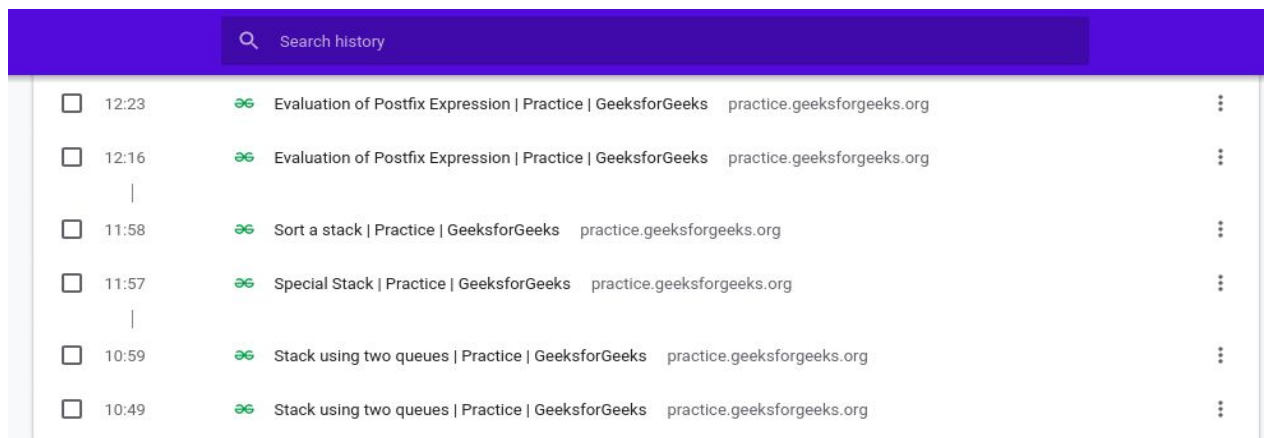 Search history
12:23 Evaluation of Postfix Expression | Practice | GeeksforGeeks practice.geeksforgeeks.org
12:16 Evaluation of Postfix Expression | Practice | GeeksforGeeks practice.geeksforgeeks.org
11:58 Sort a stack | Practice | GeeksforGeeks practice.geeksforgeeks.org
11:57 Special Stack | Practice | GeeksforGeeks practice.geeksforgeeks.org
10:59 Stack using two queues | Practice | GeeksforGeeks practice.geeksforgeeks.org
10:49 Stack using two queues | Practice | GeeksforGeeks practice.geeksforgeeks.org